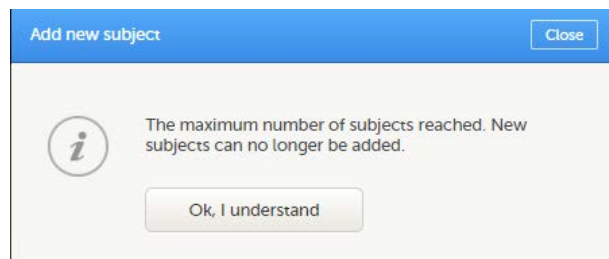 Add new subject
Close
The maximum number of subjects reached. New
subjects can no longer be added.
Ok, I understand